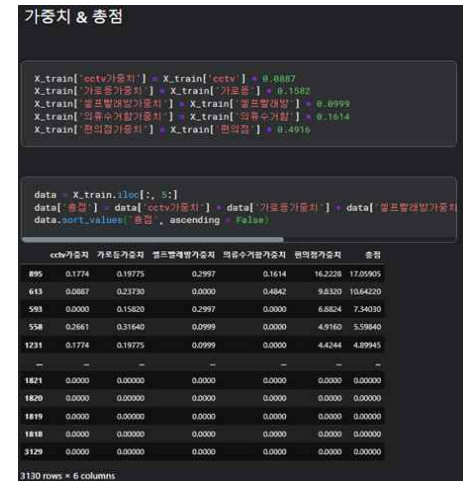 가중치 & 총점
X_train['cctv가중치'] = X_train['cctv'] * 0.0887
X_train['가로등가중치'] = X_train['가로등'] * 0.1582
X_train['셀프빨래방가중치'] = X_train['셀프빨래방'] * 0.0999
X_train['의류수거함가중치'] = X_train['의류수거함'] * 0.1614
X_train['편의점가중치'] = X_train['편의점'] * 0.4916
data = X_train.iloc[:, 5:]
data['총점'] = data['cctv가중치'] + data['가로등가중치'] + data['셀프빨래방가중치
data.sort_values('총점', ascending = False)
cctv가중치 가로등가중치 셀프빨래방가중치 의류수거함가중치 편의점가중치 총점
895 0.1774 0.19775 0.2997 0.1614 16.2228 17.05905
613 0.0887 0.23730 0.0000 0.4842 9.8320 10.64220
593 0.0000 0.15820 0.2997 0.0000 6.8824 7.34030
558 0.2661 0.31640 0.0999 0.0000 4.9160 5.59840
1231 0.1774 0.19775 0.0999 0.0000 4.4244 4.89945
... ... ... ... ... ... ...
1821 0.0000 0.00000 0.0000 0.0000 0.0000 0.00000
1820 0.0000 0.00000 0.0000 0.0000 0.0000 0.00000
1819 0.0000 0.00000 0.0000 0.0000 0.0000 0.00000
1818 0.0000 0.00000 0.0000 0.0000 0.0000 0.00000
3129 0.0000 0.00000 0.0000 0.0000 0.0000 0.00000
3130 rows × 6 columns